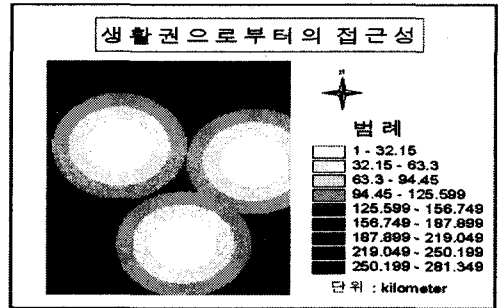 생활권으로부터의 접근성
N
범 례
1 - 32.15
32.15 - 63.3
63.3 - 94.45
94.45 - 125.599
125.599 - 156.749
156.749 - 187.899
187.899 - 219.049
219.049 - 250.199
250.199 - 281.349
단위 : kilometer